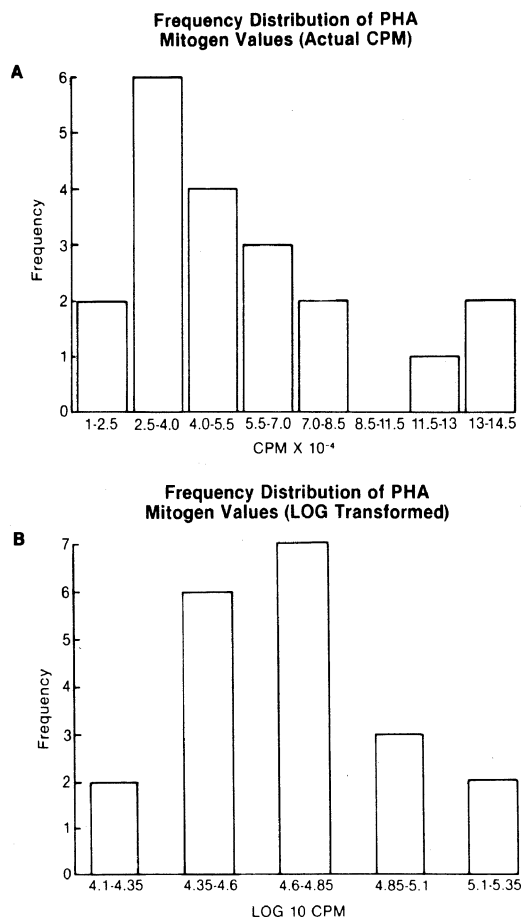 Frequency Distribution of PHA
Mitogen Values (Actual CPM)
A
6
5
4
3
2
1
0
Frequency
1-2.5 2.5-4.0 4.0-5.5 5.5-7.0 7.0-8.5 8.5-11.5 11.5-13 13-14.5
CPM X 10⁻⁴
Frequency Distribution of PHA
Mitogen Values (LOG Transformed)
B
7
6
5
4
3
2
1
0
Frequency
4.1-4.35 4.35-4.6 4.6-4.85 4.85-5.1 5.1-5.35
LOG 10 CPM